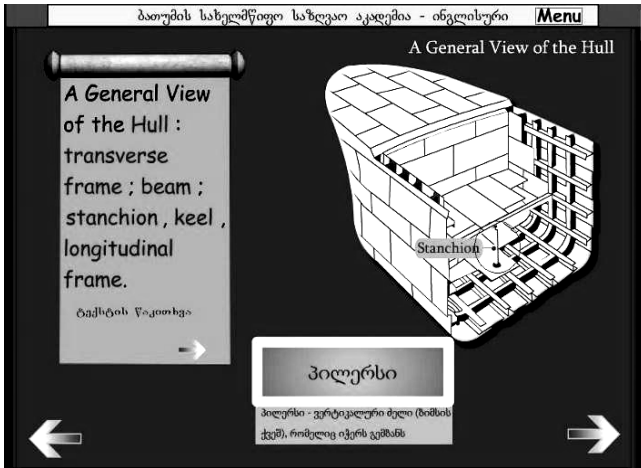 ბათუმის სახელმწიფო საზღვაო აკადემია - ინგლისური
Menu
A General View of the Hull
A General View
of the Hull :
transverse
frame ; beam ;
stanchion , keel ,
longitudinal
frame.
ტექსტის წაკითხვა
Stanchion
პილერსი
პილერსი - ვერტიკალური ძელი (ბიმსის
ქვეშ), რომელიც იჭერს გემბანს